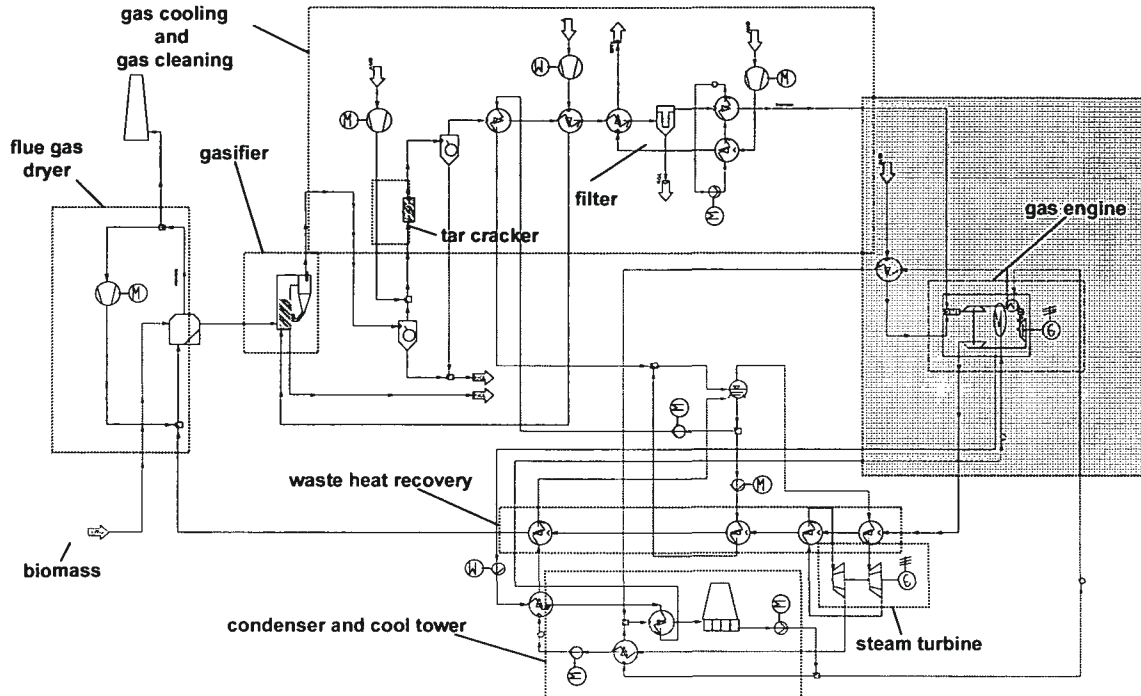 gas cooling
and
gas cleaning
flue gas
dryer
gasifier
tar cracker
filter
gas engine
waste heat recovery
biomass
condenser and cool tower
steam turbine
M
M
W
M
M
M
M
M
W
M
M
G
G